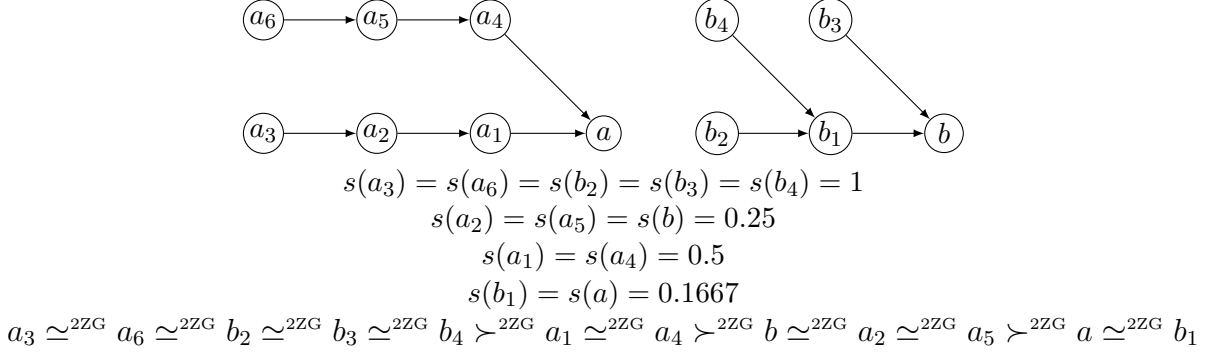 a₆ a₅ a₄ b₄ b₃
a₃ a₂ a₁ a b₂ b₁ b
s(a₃) = s(a₆) = s(b₂) = s(b₃) = s(b₄) = 1
s(a₂) = s(a₅) = s(b) = 0.25
s(a₁) = s(a₄) = 0.5
s(b₁) = s(a) = 0.1667
a₃ ≃²ᶻᴳ a₆ ≃²ᶻᴳ b₂ ≃²ᶻᴳ b₃ ≃²ᶻᴳ b₄ ≻²ᶻᴳ a₁ ≃²ᶻᴳ a₄ ≻²ᶻᴳ b ≃²ᶻᴳ a₂ ≃²ᶻᴳ a₅ ≻²ᶻᴳ a ≃²ᶻᴳ b₁